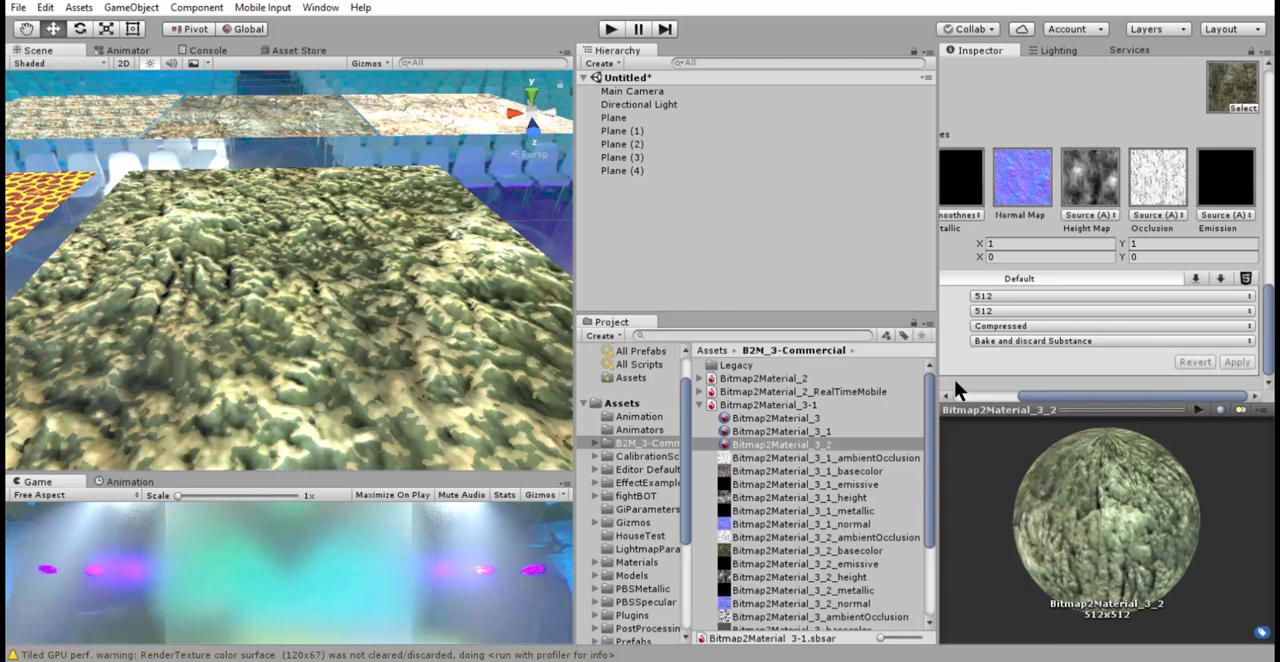 File Edit Assets GameObject Component Mobile Input Window Help
Pivot Global Collab Account Layers Layout
Scene Animator Console Asset Store
Shaded 2D Gizmos All
y
z
Persp
Hierarchy
Create All
Untitled*
Main Camera
Directional Light
Plane
Plane (1)
Plane (2)
Plane (3)
Plane (4)
Project
Create
All Prefabs
All Scripts
Assets
Assets
Animation
Animators
B2M_3-Comm
CalibrationSc
Editor Default
EffectExample
fightBOT
GiParameters
Gizmos
HouseTest
LightmapPara
Materials
Models
PBSMetallic
PBSSpecular
Plugins
PostProcessin
Prefabs
Assets B2M_3-Commercial
Legacy
Bitmap2Material_2
Bitmap2Material_2_RealTimeMobile
Bitmap2Material_3-1
Bitmap2Material_3
Bitmap2Material_3_1
Bitmap2Material_3_2
Bitmap2Material_3_1_ambientOcclusion
Bitmap2Material_3_1_basecolor
Bitmap2Material_3_1_emissive
Bitmap2Material_3_1_height
Bitmap2Material_3_1_metallic
Bitmap2Material_3_1_normal
Bitmap2Material_3_2_ambientOcclusion
Bitmap2Material_3_2_basecolor
Bitmap2Material_3_2_emissive
Bitmap2Material_3_2_height
Bitmap2Material_3_2_metallic
Bitmap2Material_3_2_normal
Bitmap2Material_3_ambientOcclusion
Bitmap2Material_3_basecolor
Bitmap2Material_3-1.sbsar
Inspector Lighting Services
Select
es
moothnes Normal Map Source (A) Source (A) Source (A)
tallic Height Map Occlusion Emission
X 1 Y 1
X 0 Y 0
Default
512
512
Compressed
Bake and discard Substance
Revert Apply
Bitmap2Material_3_2
Bitmap2Material_3_2
512x512
Game Animation
Free Aspect Scale 1x Maximize On Play Mute Audio Stats Gizmos
Tiled GPU perf. warning: RenderTexture color surface (120x67) was not cleared/discarded, doing <run with profiler for info>